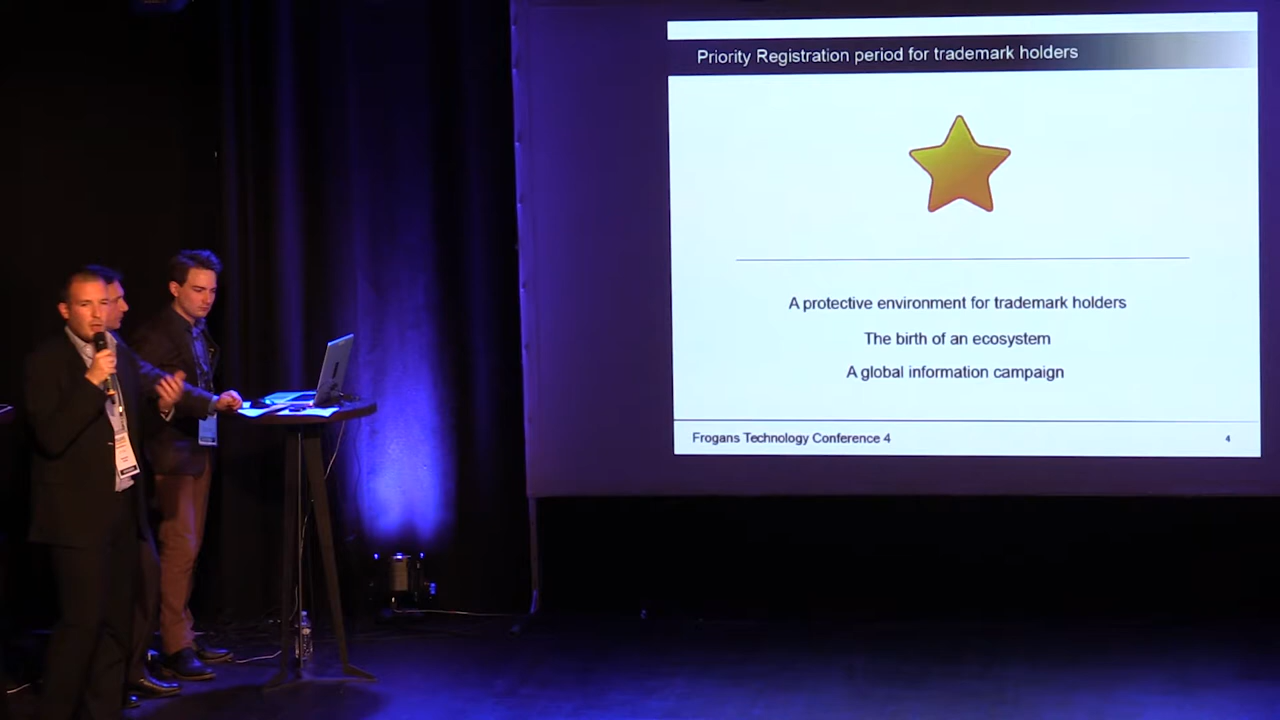 Priority Registration period for trademark holders
A protective environment for trademark holders
The birth of an ecosystem
A global information campaign
Frogans Technology Conference 4
4